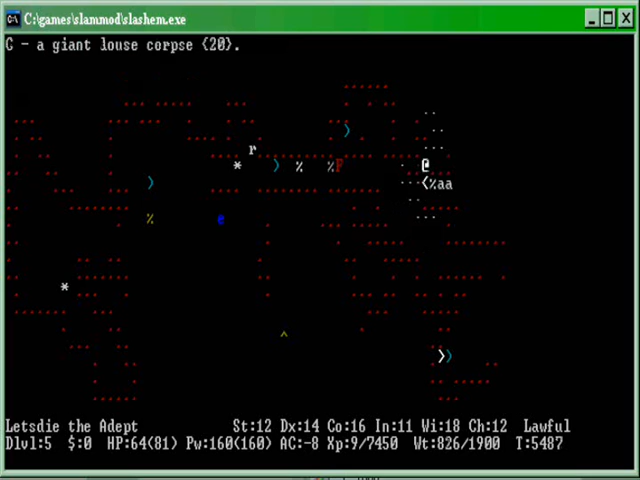 C:\games\slammod\slashem.exe
C - a giant louse corpse {20}.
Letsdie the Adept St:12 Dx:14 Co:16 In:11 Wi:18 Ch:12 Lawful
Dlvl:5 $:0 HP:64(81) Pw:160(160) AC:-8 Xp:9/7450 Wt:826/1900 T:5487